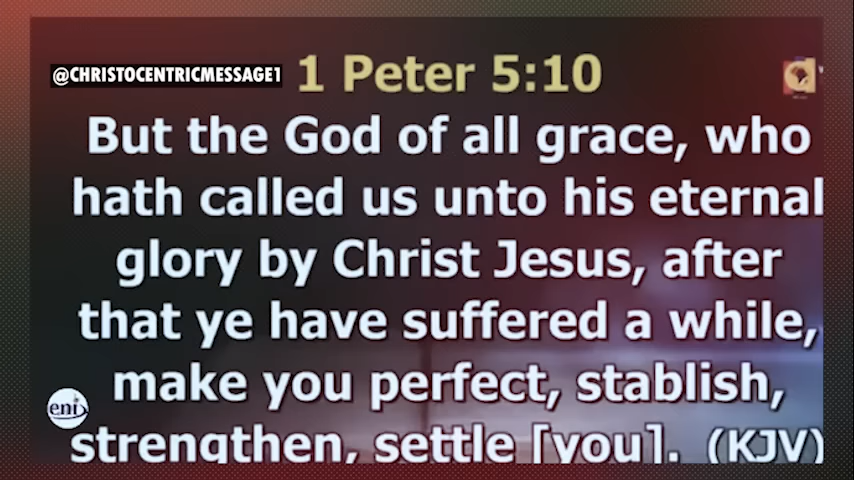 @CHRISTOCENTRICMESSAGE1 1 Peter 5:10
But the God of all grace, who
hath called us unto his eternal
glory by Christ Jesus, after
that ye have suffered a while,
make you perfect, stablish,
strengthen, settle [you]. (KJV)
eni